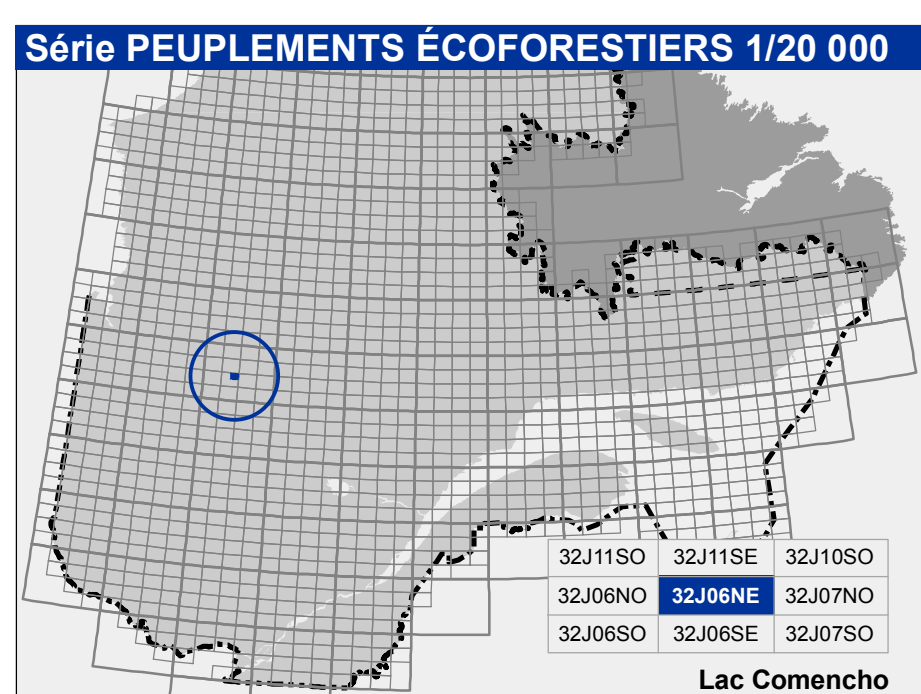 Série PEUPLEMENTS ÉCOFORESTIERS 1/20 000
32J11SO 32J11SE 32J10SO
32J06NO 32J06NE 32J07NO
32J06SO 32J06SE 32J07SO
Lac Comencho